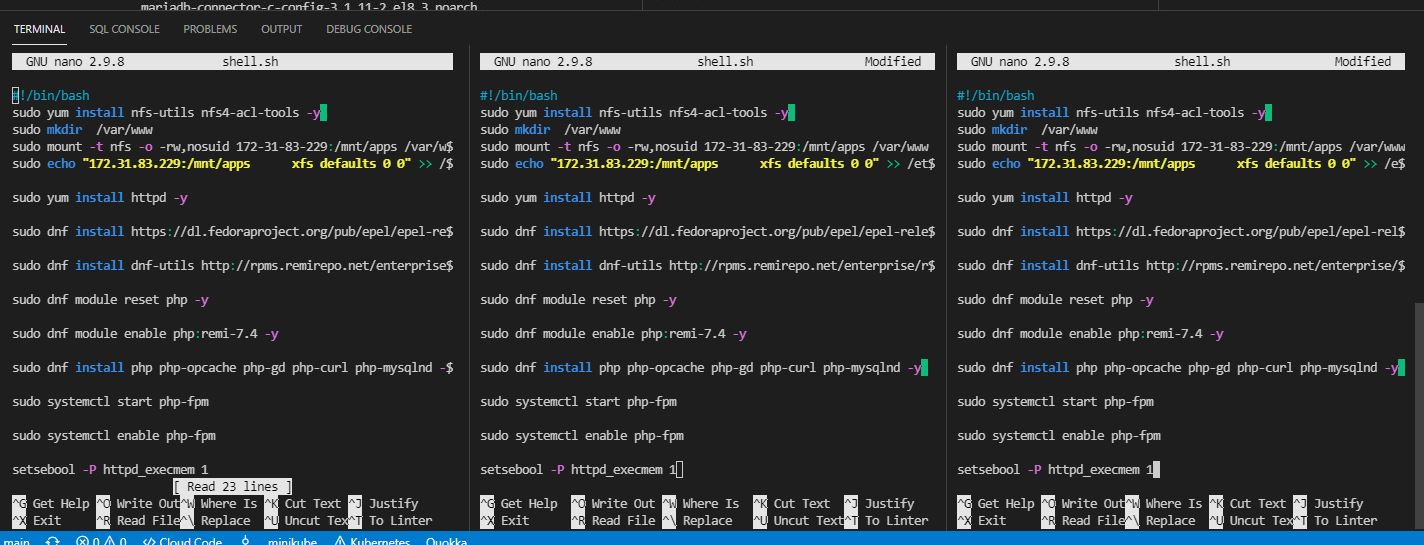 mariadb-connector-c-config-3.1.11-2.el8_3.noarch
TERMINAL SQL CONSOLE PROBLEMS OUTPUT DEBUG CONSOLE
GNU nano 2.9.8 shell.sh
#!/bin/bash
sudo yum install nfs-utils nfs4-acl-tools -y
sudo mkdir  /var/www
sudo mount -t nfs -o -rw,nosuid 172-31-83-229:/mnt/apps /var/w$
sudo echo "172.31.83.229:/mnt/apps      xfs defaults 0 0" >> /$
sudo yum install httpd -y
sudo dnf install https://dl.fedoraproject.org/pub/epel/epel-re$
sudo dnf install dnf-utils http://rpms.remirepo.net/enterprise$
sudo dnf module reset php -y
sudo dnf module enable php:remi-7.4 -y
sudo dnf install php php-opcache php-gd php-curl php-mysqlnd -$
sudo systemctl start php-fpm
sudo systemctl enable php-fpm
setsebool -P httpd_execmem 1
[ Read 23 lines ]
^G Get Help ^O Write Out ^W Where Is ^K Cut Text ^J Justify
^X Exit ^R Read File ^\ Replace ^U Uncut Tex ^T To Linter
GNU nano 2.9.8 shell.sh Modified
#!/bin/bash
sudo yum install nfs-utils nfs4-acl-tools -y
sudo mkdir  /var/www
sudo mount -t nfs -o -rw,nosuid 172-31-83-229:/mnt/apps /var/www
sudo echo "172.31.83.229:/mnt/apps      xfs defaults 0 0" >> /et$
sudo yum install httpd -y
sudo dnf install https://dl.fedoraproject.org/pub/epel/epel-rele$
sudo dnf install dnf-utils http://rpms.remirepo.net/enterprise/r$
sudo dnf module reset php -y
sudo dnf module enable php:remi-7.4 -y
sudo dnf install php php-opcache php-gd php-curl php-mysqlnd -y
sudo systemctl start php-fpm
sudo systemctl enable php-fpm
setsebool -P httpd_execmem 1
^G Get Help ^O Write Out ^W Where Is ^K Cut Text ^J Justify
^X Exit ^R Read File ^\ Replace ^U Uncut Text ^T To Linter
GNU nano 2.9.8 shell.sh Modified
#!/bin/bash
sudo yum install nfs-utils nfs4-acl-tools -y
sudo mkdir  /var/www
sudo mount -t nfs -o -rw,nosuid 172-31-83-229:/mnt/apps /var/www
sudo echo "172.31.83.229:/mnt/apps      xfs defaults 0 0" >> /e$
sudo yum install httpd -y
sudo dnf install https://dl.fedoraproject.org/pub/epel/epel-rel$
sudo dnf install dnf-utils http://rpms.remirepo.net/enterprise/$
sudo dnf module reset php -y
sudo dnf module enable php:remi-7.4 -y
sudo dnf install php php-opcache php-gd php-curl php-mysqlnd -y
sudo systemctl start php-fpm
sudo systemctl enable php-fpm
setsebool -P httpd_execmem 1
^G Get Help ^O Write Out ^W Where Is ^K Cut Text ^J Justify
^X Exit ^R Read File ^\ Replace ^U Uncut Tex ^T To Linter
main 0 0 Cloud Code minikube Kubernetes Quokka